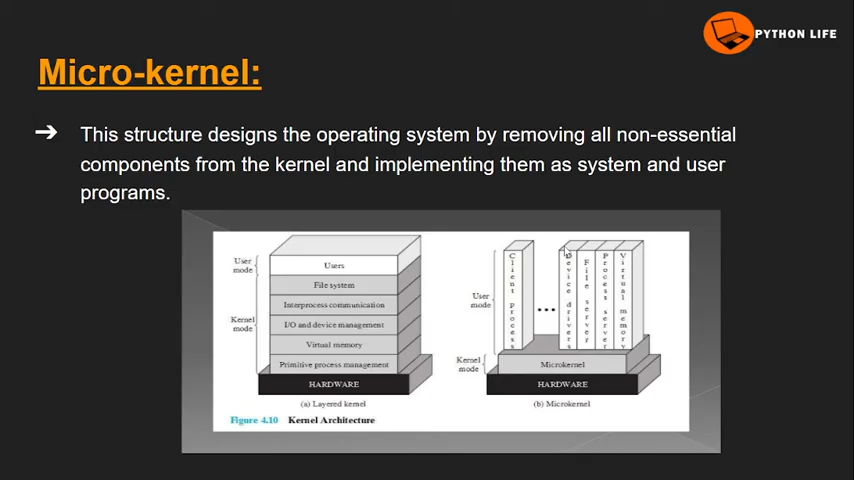 PYTHON LIFE
Micro-kernel:
➔ This structure designs the operating system by removing all non-essential
components from the kernel and implementing them as system and user
programs.
User
mode
Kernel
mode
Users
File system
Interprocess communication
I/O and device management
Virtual memory
Primitive process management
HARDWARE
(a) Layered kernel
User
mode
Kernel
mode
Client process
...
Device drivers
File server
Process server
Virtual memory
Microkernel
HARDWARE
(b) Microkernel
Figure 4.10 Kernel Architecture